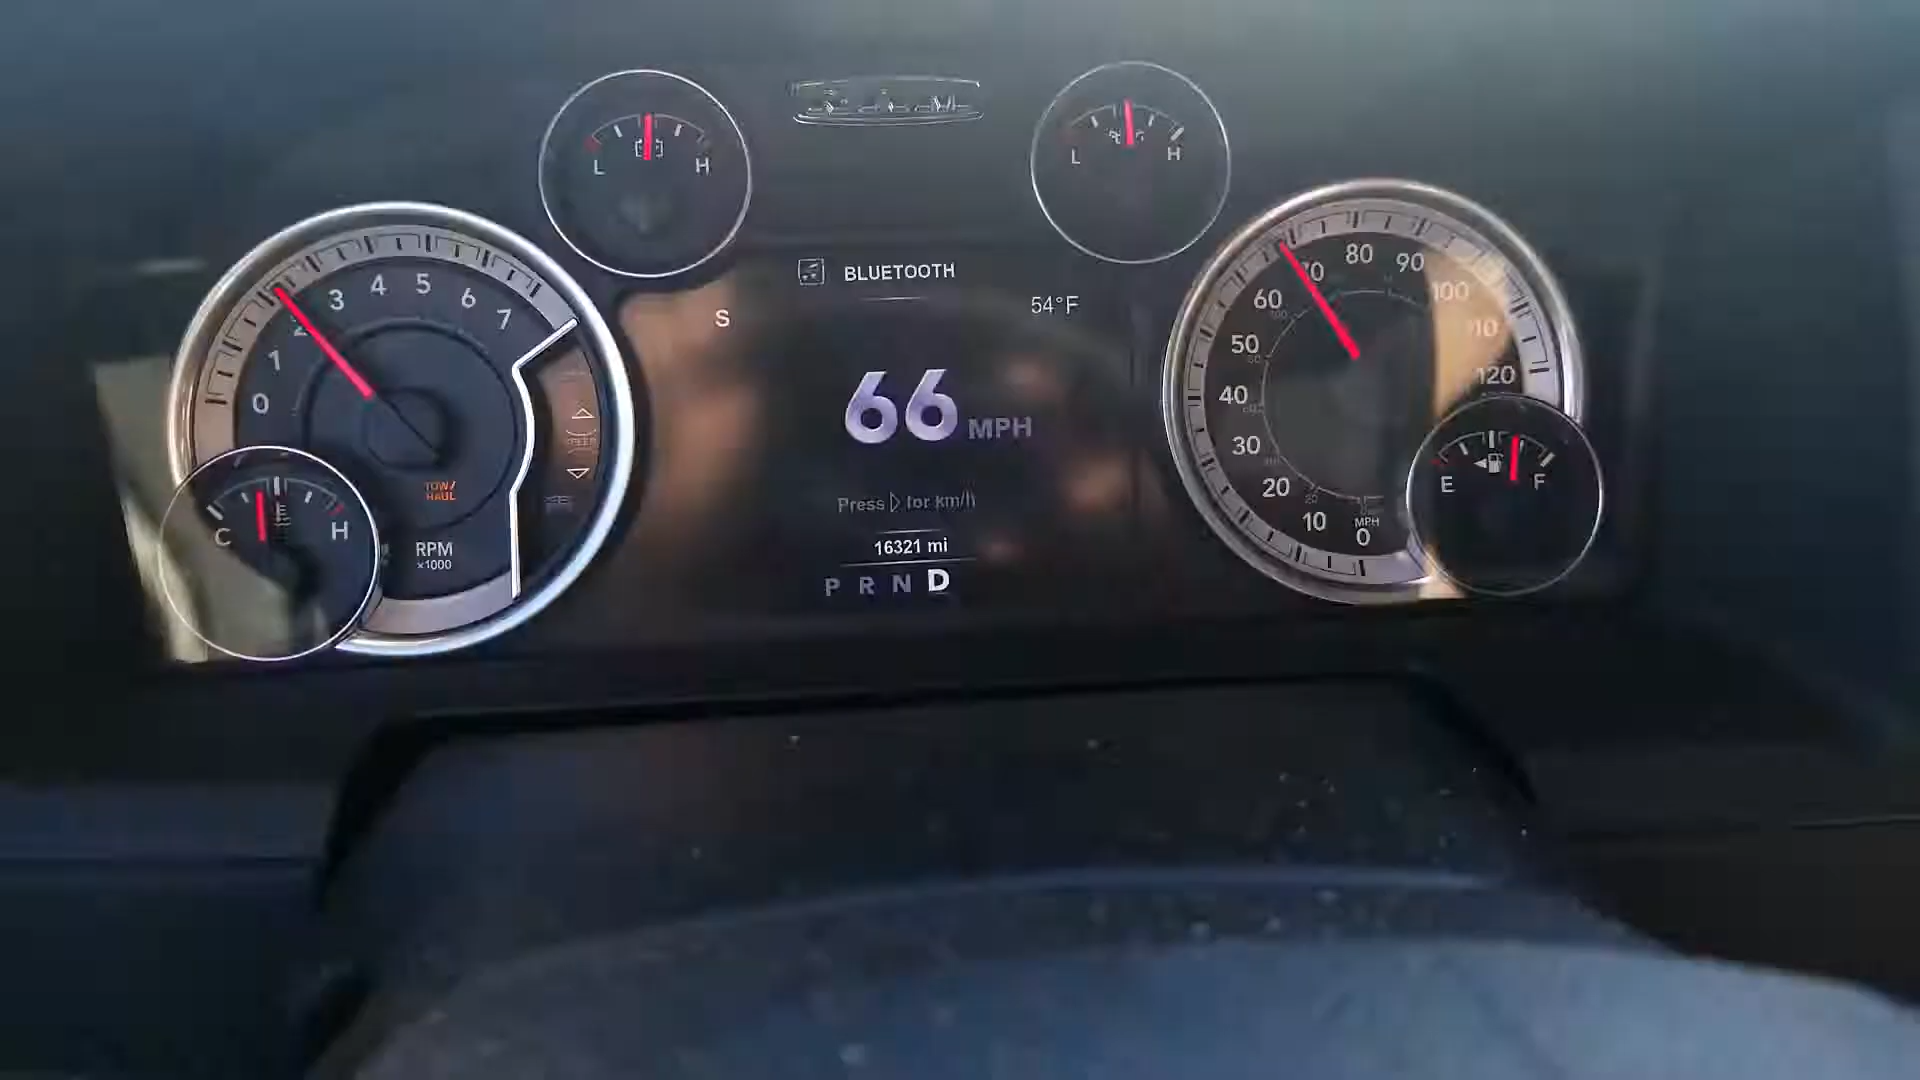 L H
L H
BLUETOOTH
S
54°F
0 1 2 3 4 5 6 7
TOW/
HAUL
RPM
×1000
C H
66 MPH
Press ▷ for km/h
16321 mi
P R N D
0 10 20 30 40 50 60 70 80 90 100 110 120
MPH
E F